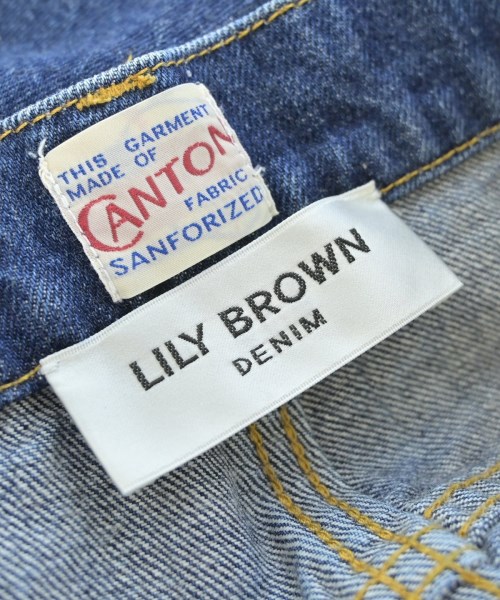 THIS GARMENT
MADE OF
CANTON
FABRIC
SANFORIZED
LILY BROWN
DENIM